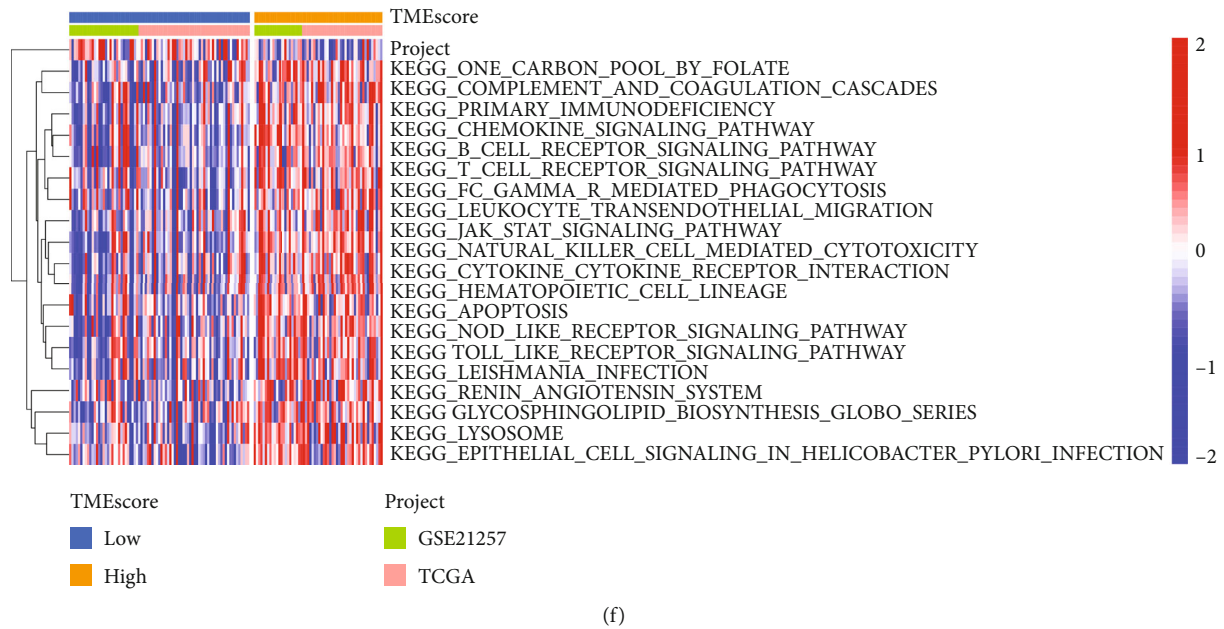 TMEscore
Project
KEGG_ONE_CARBON_POOL_BY_FOLATE
KEGG_COMPLEMENT_AND_COAGULATION_CASCADES
KEGG_PRIMARY_IMMUNODEFICIENCY
KEGG_CHEMOKINE_SIGNALING_PATHWAY
KEGG_B_CELL_RECEPTOR_SIGNALING_PATHWAY
KEGG_T_CELL_RECEPTOR_SIGNALING_PATHWAY
KEGG_FC_GAMMA_R_MEDIATED_PHAGOCYTOSIS
KEGG_LEUKOCYTE_TRANSENDOTHELIAL_MIGRATION
KEGG_JAK_STAT_SIGNALING_PATHWAY
KEGG_NATURAL_KILLER_CELL_MEDIATED_CYTOTOXICITY
KEGG_CYTOKINE_CYTOKINE_RECEPTOR_INTERACTION
KEGG_HEMATOPOIETIC_CELL_LINEAGE
KEGG_APOPTOSIS
KEGG_NOD_LIKE_RECEPTOR_SIGNALING_PATHWAY
KEGG TOLL_LIKE_RECEPTOR_SIGNALING_PATHWAY
KEGG_LEISHMANIA_INFECTION
KEGG_RENIN_ANGIOTENSIN_SYSTEM
KEGG GLYCOSPHINGOLIPID_BIOSYNTHESIS_GLOBO_SERIES
KEGG_LYSOSOME
KEGG_EPITHELIAL_CELL_SIGNALING_IN_HELICOBACTER_PYLORI_INFECTION
2
1
0
−1
−2
TMEscore
Low
High
Project
GSE21257
TCGA
(f)